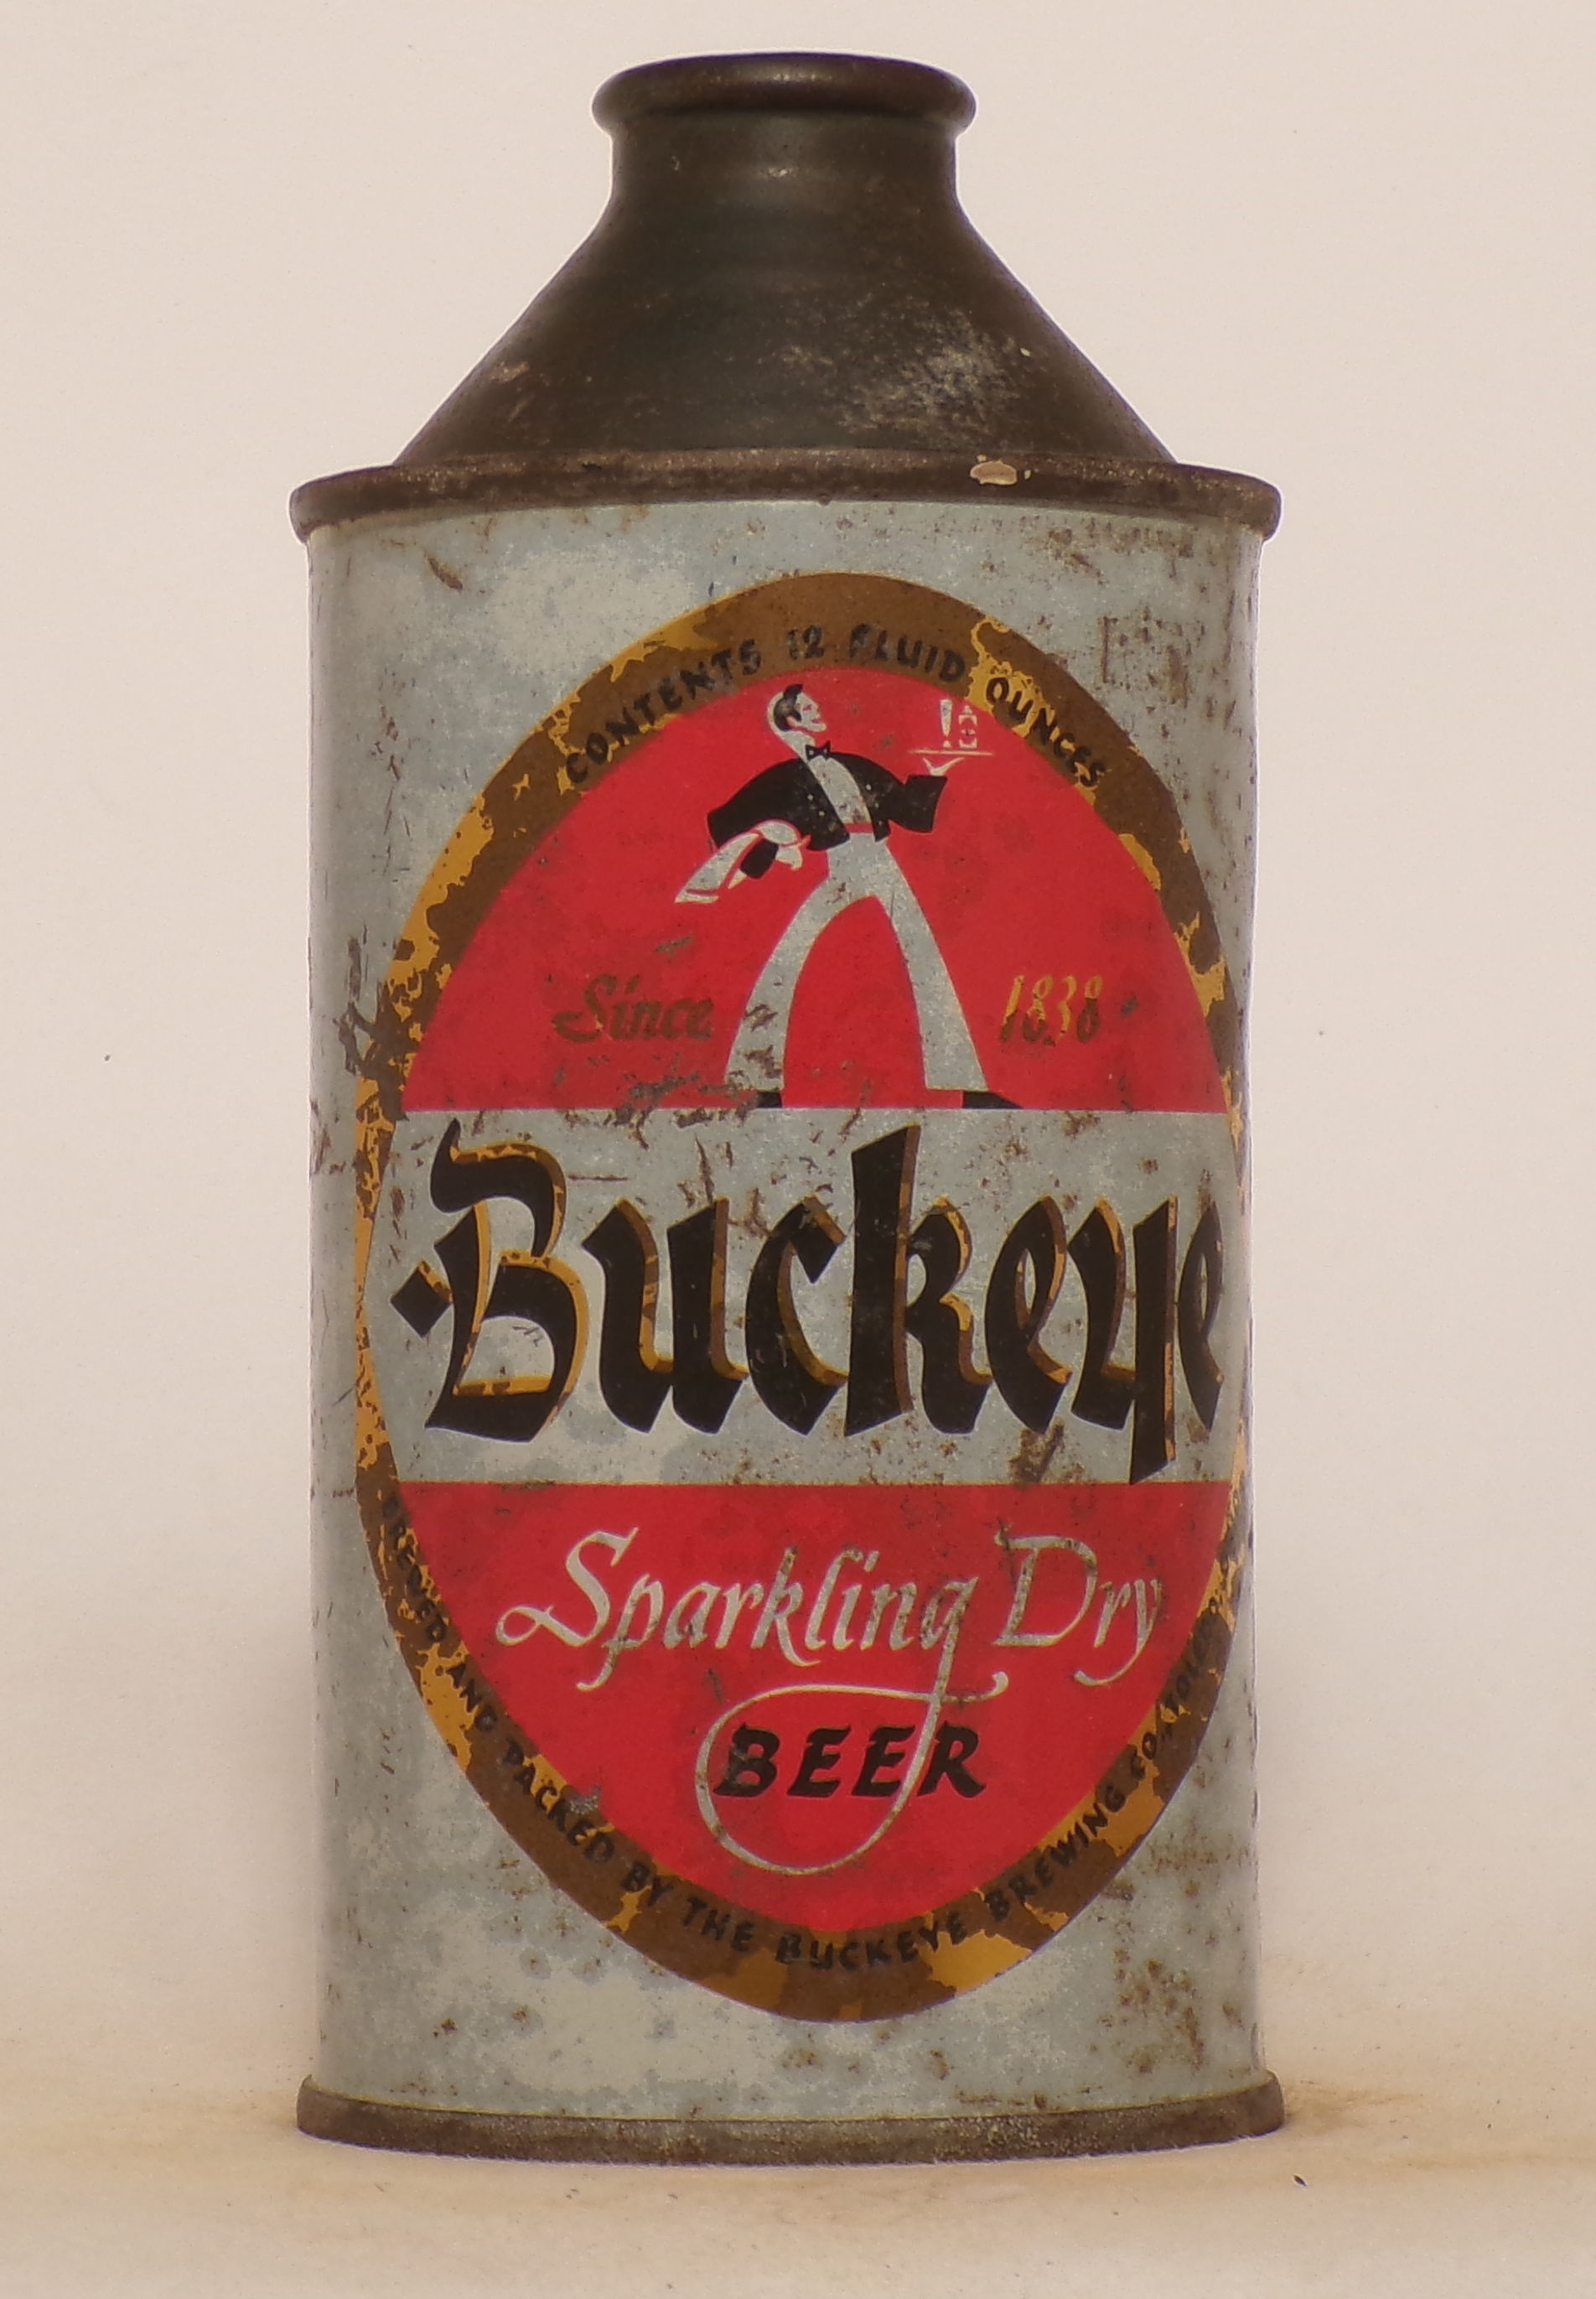 CONTENTS 12 FLUID OUNCES
Since 1838
Buckeye
Sparkling Dry
BEER
BREWED AND PACKED BY THE BUCKEYE BREWING CO.